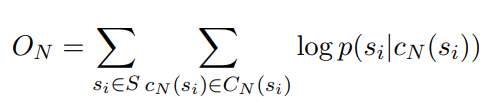 O_N = \sum_{s_i \in S} \sum_{c_N(s_i) \in C_N(s_i)} \log p(s_i | c_N(s_i))